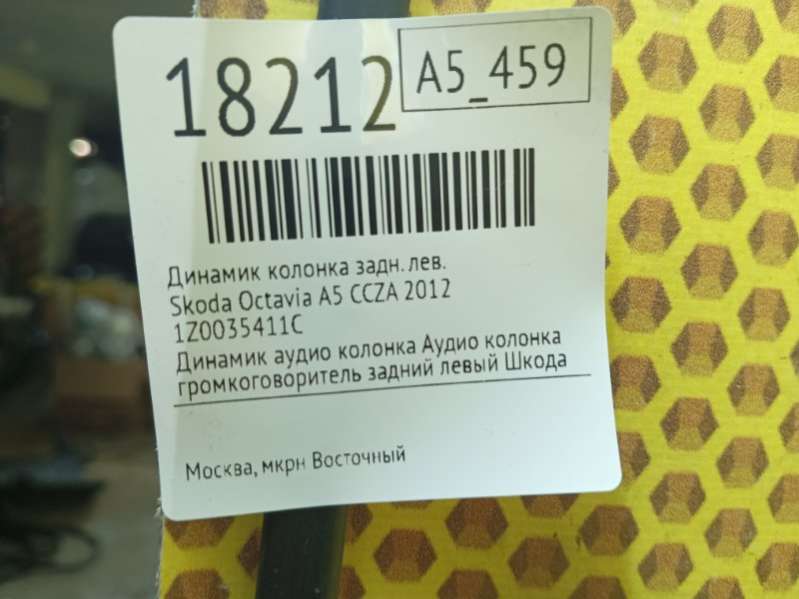 18212
A5_459
Динамик колонка задн. лев.
Skoda Octavia A5 CCZA 2012
1Z0035411C
Динамик аудио колонка Аудио колонка
громкоговоритель задний левый Шкода
Москва, мкрн Восточный